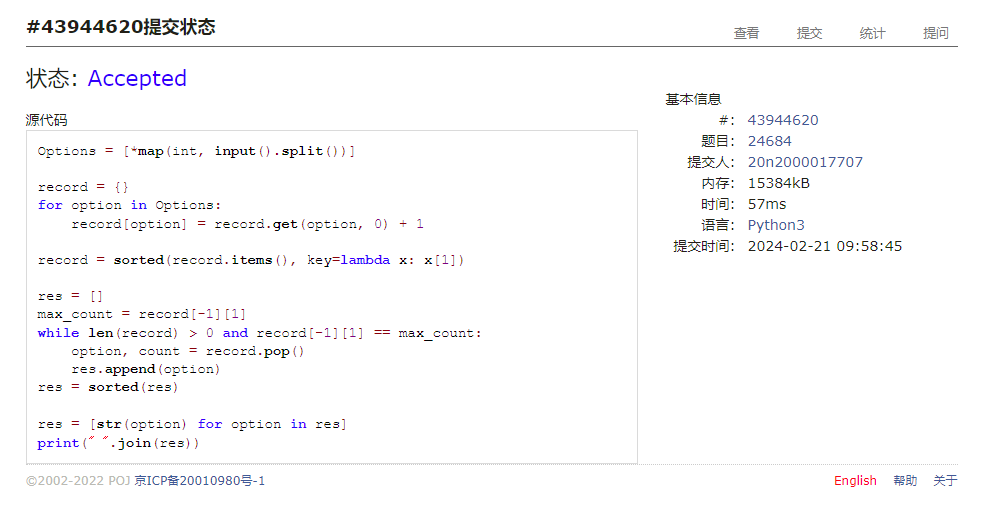 #43944620提交状态
查看 提交 统计 提问
状态: Accepted
源代码
Options = [*map(int, input().split())]
record = {}
for option in Options:
    record[option] = record.get(option, 0) + 1
record = sorted(record.items(), key=lambda x: x[1])
res = []
max_count = record[-1][1]
while len(record) > 0 and record[-1][1] == max_count:
    option, count = record.pop()
    res.append(option)
res = sorted(res)
res = [str(option) for option in res]
print(" ".join(res))
基本信息
#: 43944620
题目: 24684
提交人: 20n2000017707
内存: 15384kB
时间: 57ms
语言: Python3
提交时间: 2024-02-21 09:58:45
©2002-2022 POJ 京ICP备20010980号-1
English 帮助 关于